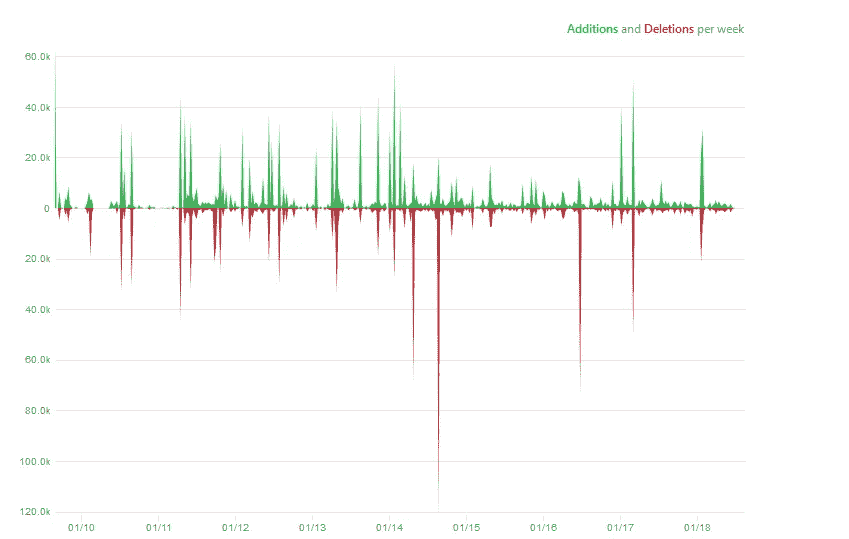 Additions and Deletions per week
60.0k
40.0k
20.0k
0
20.0k
40.0k
60.0k
80.0k
100.0k
120.0k
01/10 01/11 01/12 01/13 01/14 01/15 01/16 01/17 01/18